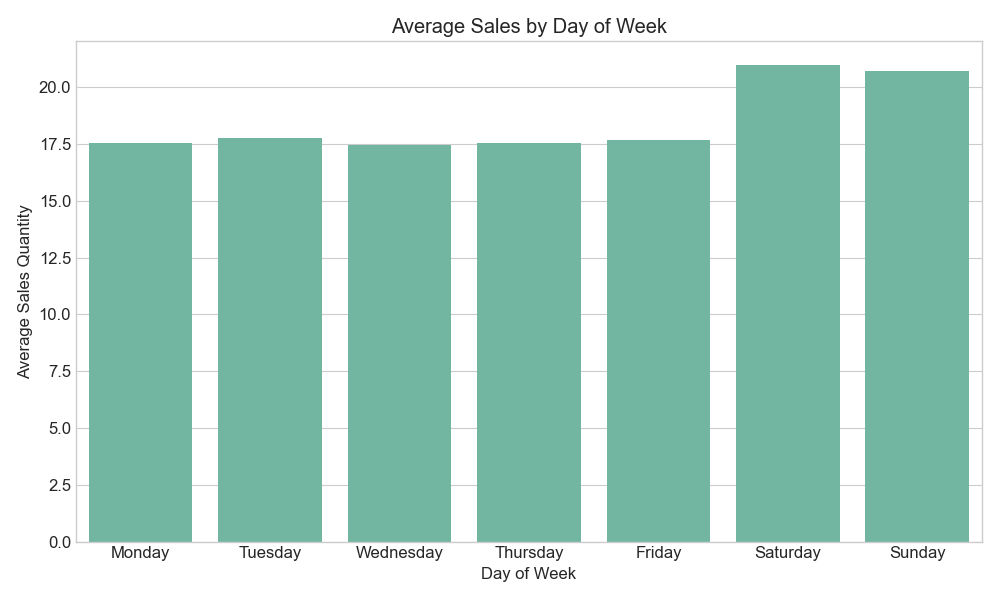 Average Sales by Day of Week
Average Sales Quantity
20.0
17.5
15.0
12.5
10.0
7.5
5.0
2.5
0.0
Monday Tuesday Wednesday Thursday Friday Saturday Sunday
Day of Week